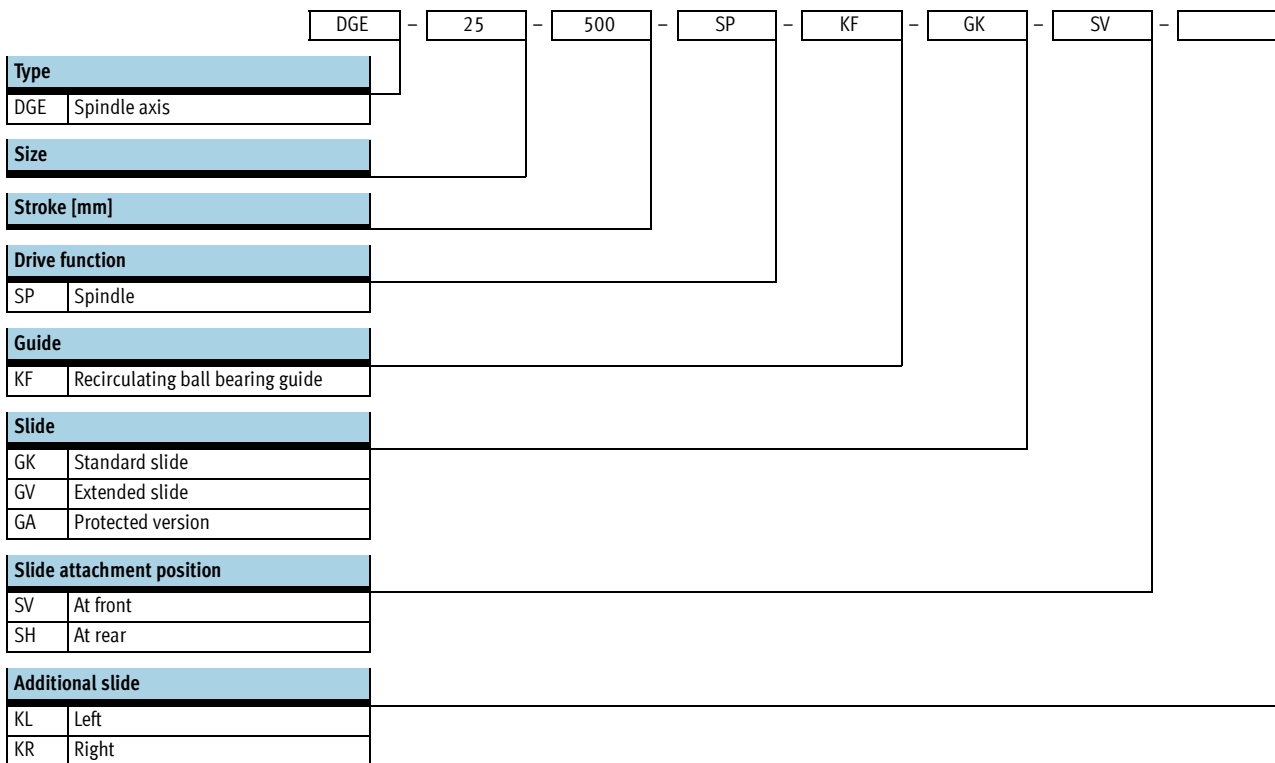 DGE – 25 – 500 – SP – KF – GK – SV –
Type
DGE Spindle axis
Size
Stroke [mm]
Drive function
SP Spindle
Guide
KF Recirculating ball bearing guide
Slide
GK Standard slide
GV Extended slide
GA Protected version
Slide attachment position
SV At front
SH At rear
Additional slide
KL Left
KR Right